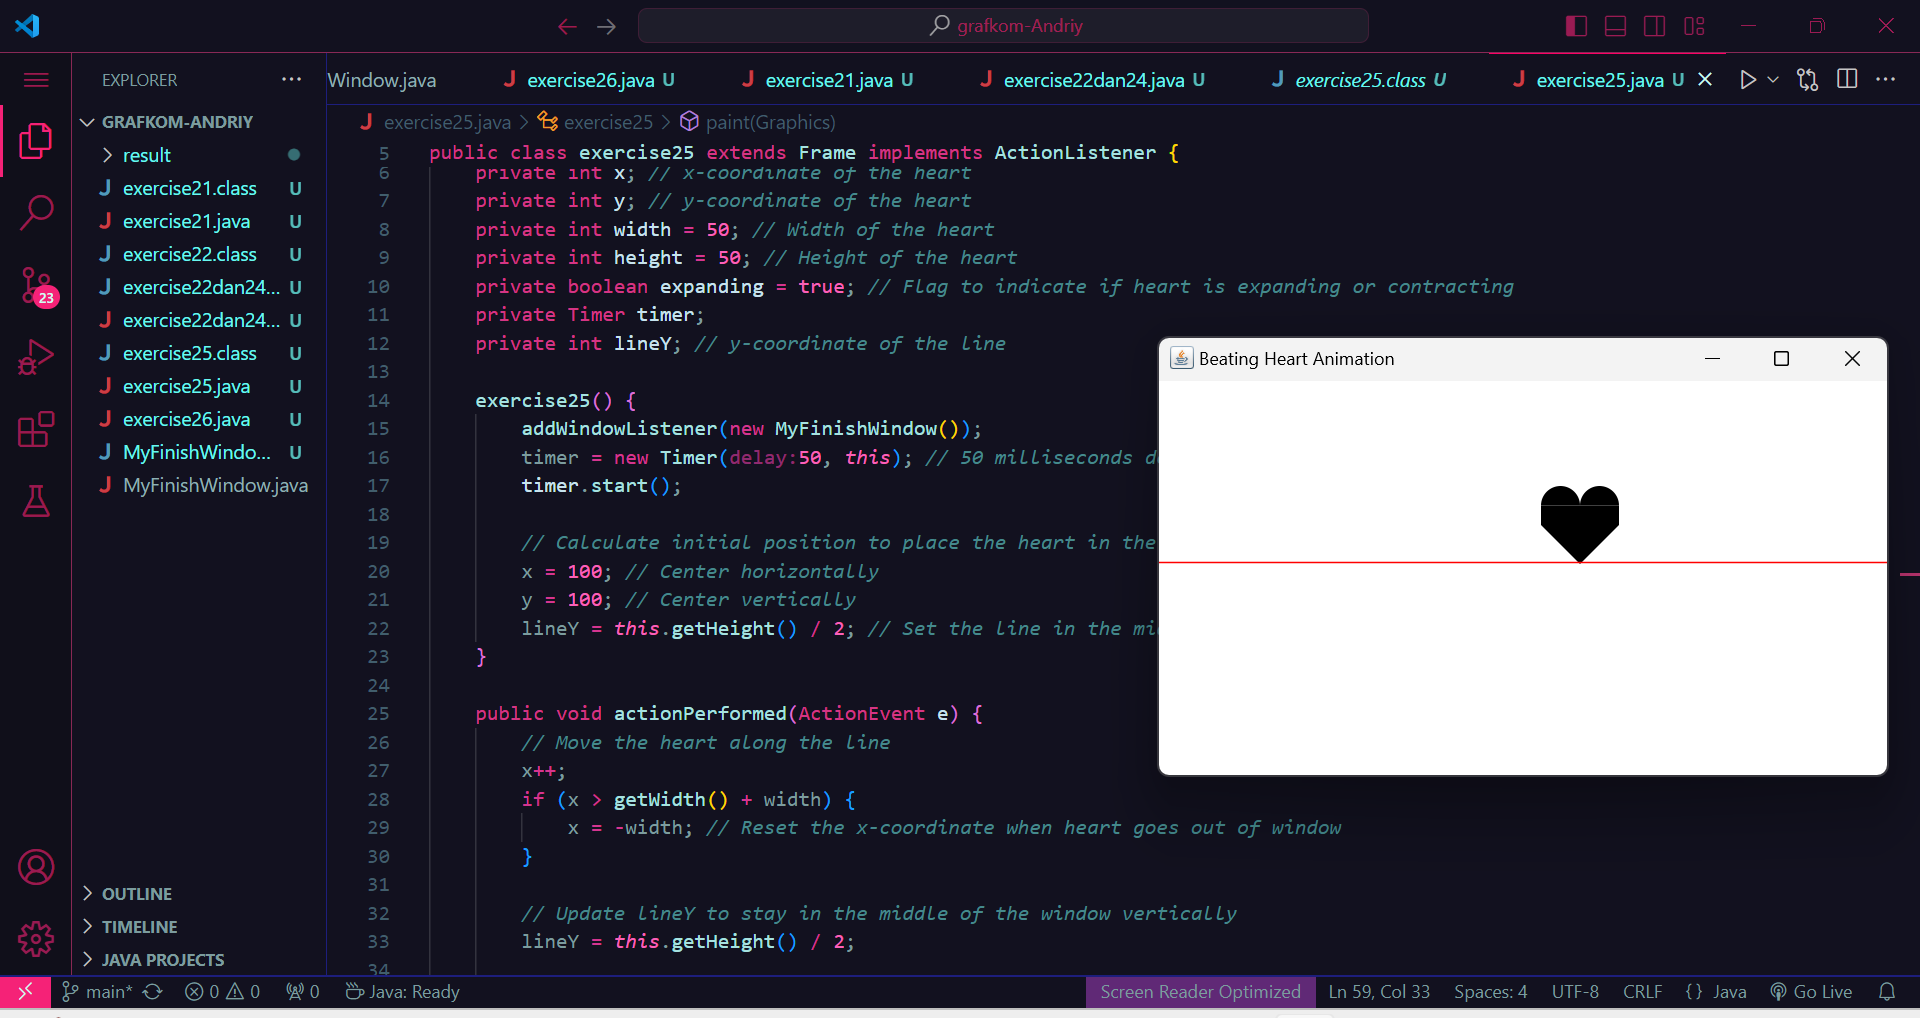 grafkom-Andriy
EXPLORER
Window.java
exercise26.java U
exercise21.java U
exercise22dan24.java U
exercise25.class U
exercise25.java U
GRAFKOM-ANDRIY
result
exercise21.class U
exercise21.java U
exercise22.class U
exercise22dan24... U
exercise22dan24... U
exercise25.class U
exercise25.java U
exercise26.java U
MyFinishWindo... U
MyFinishWindow.java
23
OUTLINE
TIMELINE
JAVA PROJECTS
exercise25.java > exercise25 > paint(Graphics)
5 public class exercise25 extends Frame implements ActionListener {
6 private int x; // x-coordinate of the heart
7 private int y; // y-coordinate of the heart
8 private int width = 50; // Width of the heart
9 private int height = 50; // Height of the heart
10 private boolean expanding = true; // Flag to indicate if heart is expanding or contracting
11 private Timer timer;
12 private int lineY; // y-coordinate of the line
13
14 exercise25() {
15 addWindowListener(new MyFinishWindow());
16 timer = new Timer(delay:50, this); // 50 milliseconds
17 timer.start();
18
19 // Calculate initial position to place the heart in the
20 x = 100; // Center horizontally
21 y = 100; // Center vertically
22 lineY = this.getHeight() / 2; // Set the line in the
23 }
24
25 public void actionPerformed(ActionEvent e) {
26 // Move the heart along the line
27 x++;
28 if (x > getWidth() + width) {
29 x = -width; // Reset the x-coordinate when heart goes out of window
30 }
31
32 // Update lineY to stay in the middle of the window vertically
33 lineY = this.getHeight() / 2;
34
Beating Heart Animation
main* 0 0 0 Java: Ready
Screen Reader Optimized Ln 59, Col 33 Spaces: 4 UTF-8 CRLF {} Java Go Live